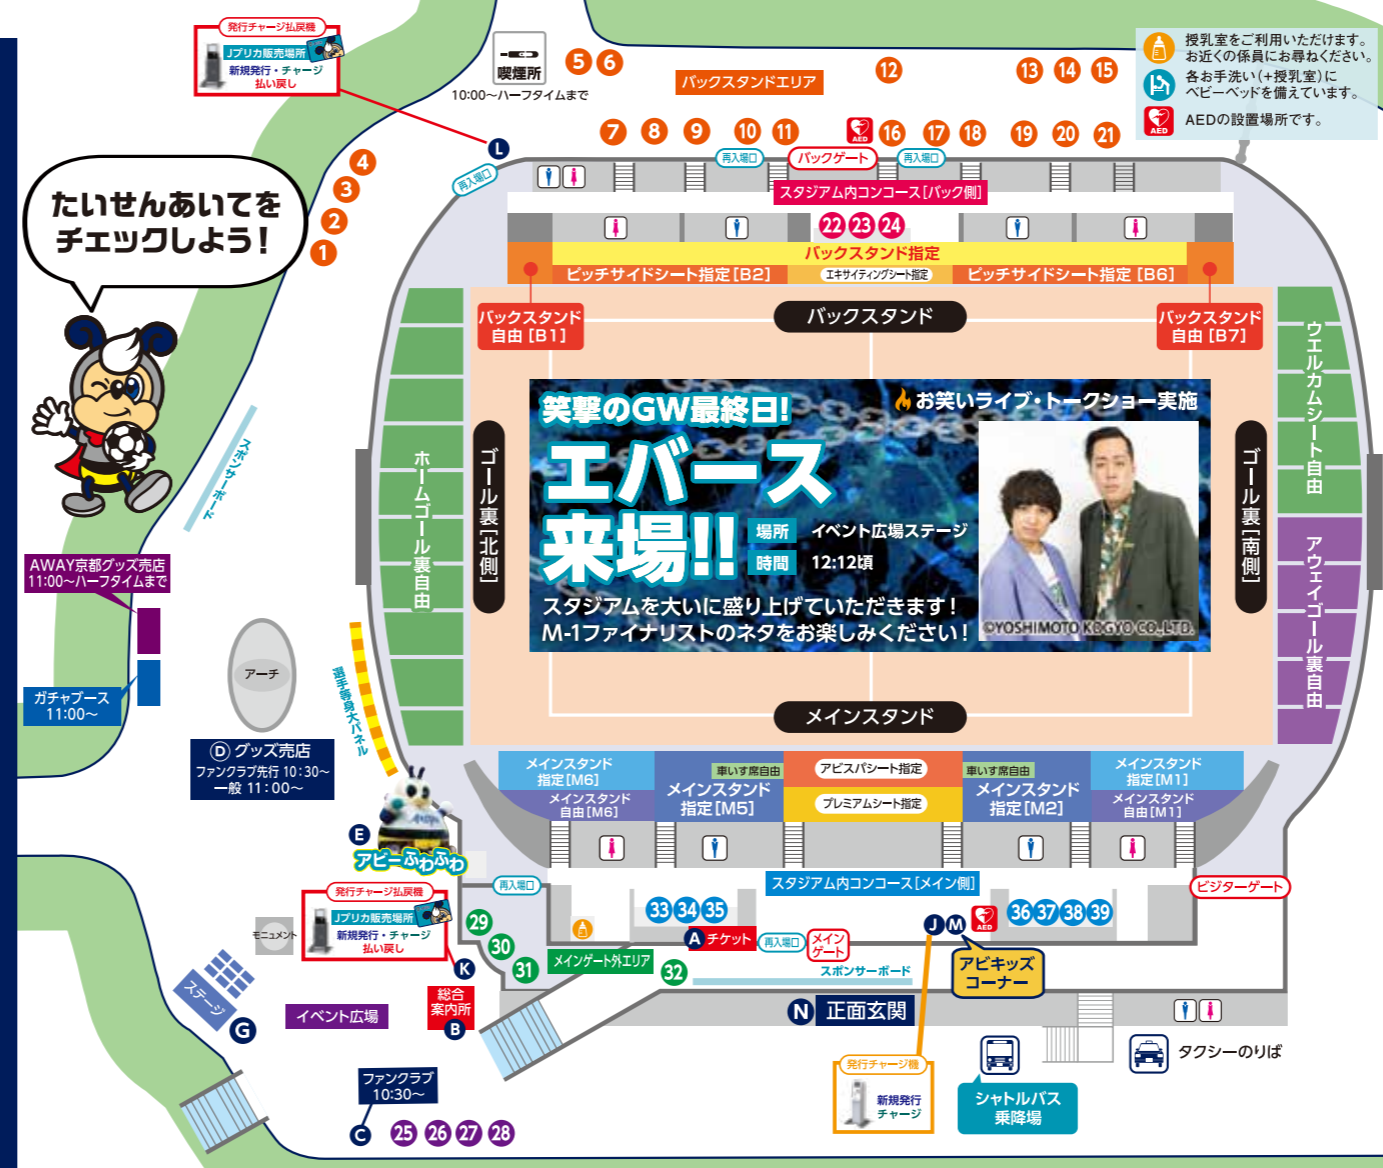 発行チャージ払戻機
Jプリカ販売場所
新規発行・チャージ
払い戻し
喫煙所
10:00～ハーフタイムまで
5 6
バックスタンドエリア
12
13 14 15
授乳室をご利用いただけます。
お近くの係員にお尋ねください。
各お手洗い(+授乳室)に
ベビーベッドを備えています。
AED
AEDの設置場所です。
7 8 9 10 11
AED
16 17 18 19 20 21
L
再入場口
再入場口
バックゲート
再入場口
4
3
2
1
たいせんあいてを
チェックしよう!
スタジアム内コンコース[バック側]
22 23 24
バックスタンド指定
ピッチサイドシート指定[B2]
エキサイティングシート指定
ピッチサイドシート指定 [B6]
バックスタンド
自由 [B1]
バックスタンド
バックスタンド
自由 [B7]
スポンサーボード
ホームゴール裏自由
ゴール裏[北側]
笑撃のGW最終日!
お笑いライブ・トークショー実施
エバース
来場!!
場所 イベント広場ステージ
時間 12:12頃
スタジアムを大いに盛り上げていただきます!
M-1ファイナリストのネタをお楽しみください!
©YOSHIMOTO KOGYO CO.,LTD.
ゴール裏[南側]
ウエルカムシート自由
アウェイゴール裏自由
AWAY京都グッズ売店
11:00～ハーフタイムまで
ガチャブース
11:00～
アーチ
選手等身大パネル
D グッズ売店
ファンクラブ先行 10:30～
一般 11:00～
メインスタンド
メインスタンド
指定[M6]
メインスタンド
自由[M6]
車いす席自由
メインスタンド
指定[M5]
アビスパシート指定
プレミアムシート指定
車いす席自由
メインスタンド
指定[M2]
メインスタンド
指定[M1]
メインスタンド
自由[M1]
E
アビーふわふわ
発行チャージ払戻機
Jプリカ販売場所
新規発行・チャージ
払い戻し
モニュメント
K
再入場口
29
30
31
スタジアム内コンコース[メイン側]
ビジターゲート
33 34 35
36 37 38 39
A チケット
再入場口
メイン
ゲート
J M
AED
アビキッズ
コーナー
メインゲート外エリア
32
スポンサーボード
N 正面玄関
ステージ
G
イベント広場
総合
案内所
B
ファンクラブ
10:30～
C
25 26 27 28
発行チャージ機
新規発行
チャージ
シャトルバス
乗降場
タクシーのりば